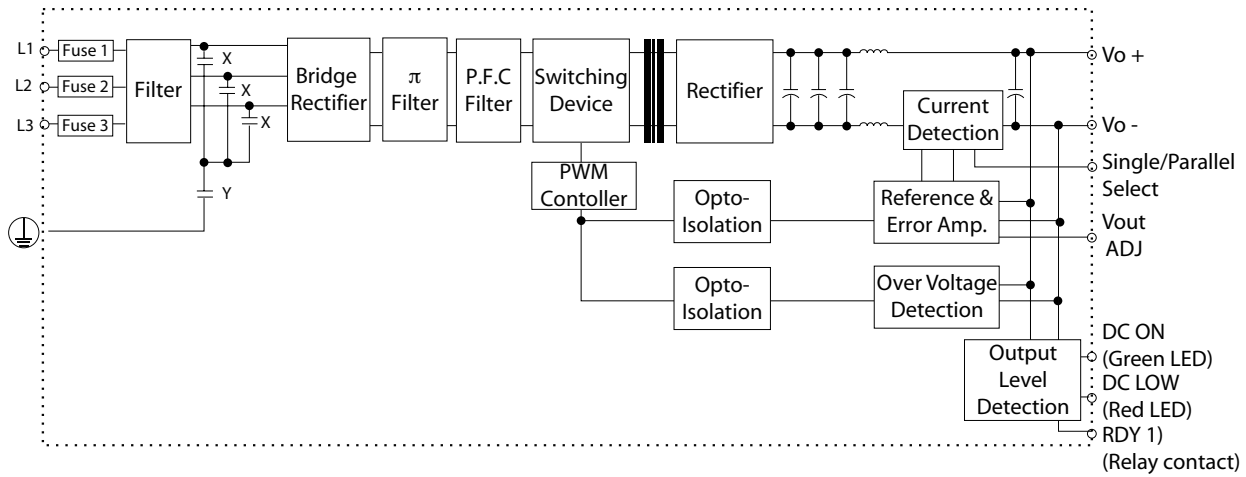 L1
Fuse 1
L2
Fuse 2
L3
Fuse 3
Filter
X
X
X
Y
Bridge
Rectifier
π
Filter
P.F.C
Filter
Switching
Device
PWM
Contoller
Rectifier
Current
Detection
Opto-
Isolation
Reference &
Error Amp.
Opto-
Isolation
Over Voltage
Detection
Output
Level
Detection
Vo +
Vo -
Single/Parallel
Select
Vout
ADJ
DC ON
(Green LED)
DC LOW
(Red LED)
RDY 1)
(Relay contact)